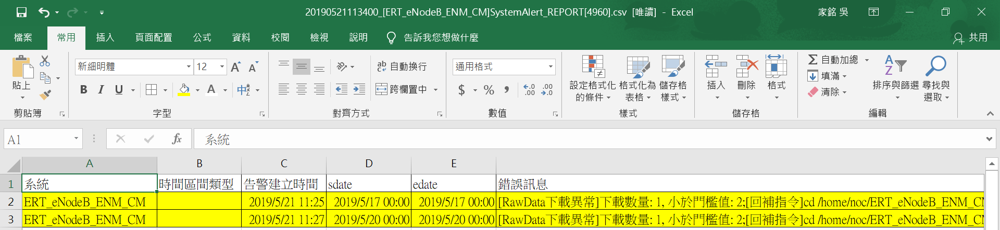 20190521113400_[ERT_eNodeB_ENM_CM]SystemAlert_REPORT[4960].csv [唯讀] - Excel 家銘 吳
檔案 常用 插入 頁面配置 公式 資料 校閱 檢視 說明 告訴我您想做什麼 共用
新細明體 12 A A ab c 自動換行 通用格式 Σ 自動加總 A Z
貼上 設定格式化的條件 格式化為表格 儲存格樣式 插入 刪除 格式 填滿 排序與篩選 尋找與選取
B I U A 中 跨欄置中 $ % , .0 .00 .00 .0 清除
剪貼簿 字型 對齊方式 數值 樣式 儲存格 編輯
A1 fx 系統
A B C D E
1 系統 時間區間類型 告警建立時間 sdate edate 錯誤訊息
2 ERT_eNodeB_ENM_CM 2019/5/21 11:25 2019/5/17 00:00 2019/5/17 00:00 [RawData下載異常]下載數量: 1, 小於門檻值: 2;[回補指令]cd /home/noc/ERT_eNodeB_ENM_CM
3 ERT_eNodeB_ENM_CM 2019/5/21 11:27 2019/5/20 00:00 2019/5/20 00:00 [RawData下載異常]下載數量: 1, 小於門檻值: 2;[回補指令]cd /home/noc/ERT_eNodeB_ENM_CM